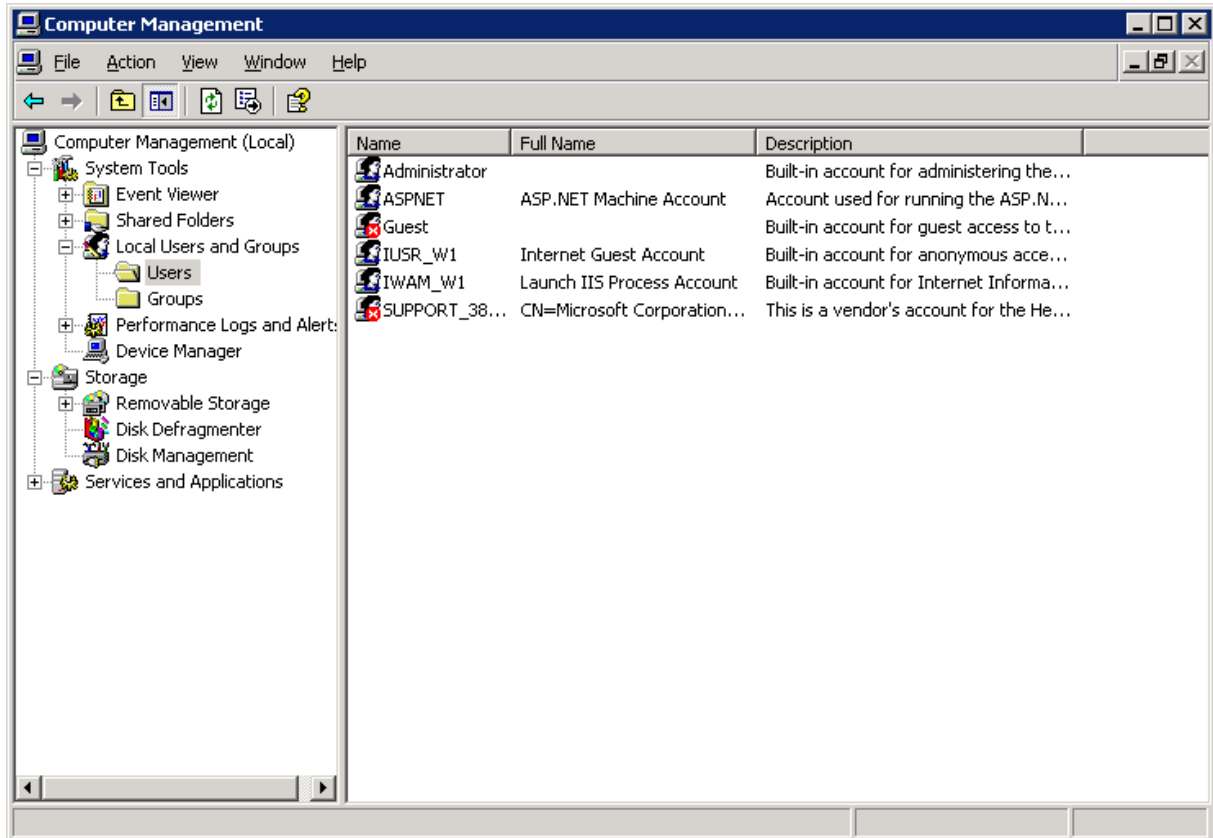 Computer Management
File Action View Window Help
Computer Management (Local)
System Tools
Event Viewer
Shared Folders
Local Users and Groups
Users
Groups
Performance Logs and Alert
Device Manager
Storage
Removable Storage
Disk Defragmenter
Disk Management
Services and Applications
Name Full Name Description
Administrator Built-in account for administering the...
ASPNET ASP.NET Machine Account Account used for running the ASP.N...
Guest Built-in account for guest access to t...
IUSR_W1 Internet Guest Account Built-in account for anonymous acce...
IWAM_W1 Launch IIS Process Account Built-in account for Internet Informa...
SUPPORT_38... CN=Microsoft Corporation... This is a vendor's account for the He...